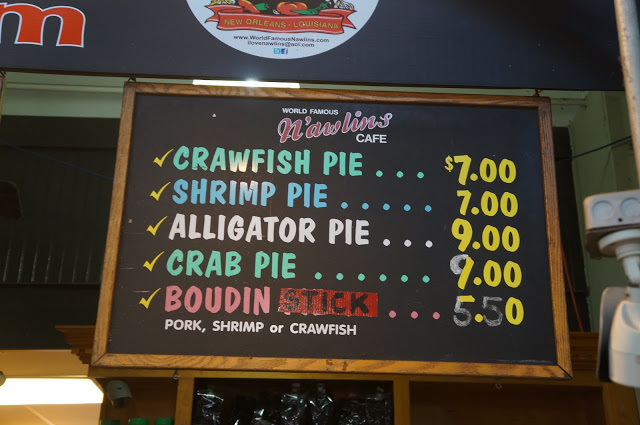 m
NEW ORLEANS - LOUISIANA
www.WorldFamousNawlins.com
ilovenawlins@aol.com
WORLD FAMOUS
N'awlins
CAFE
✓CRAWFISH PIE . . . $7.00
✓SHRIMP PIE . . . . . 7.00
✓ALLIGATOR PIE . . . 9.00
✓CRAB PIE . . . . . . 9.00
✓BOUDIN STICK . . . 5.50
PORK, SHRIMP or CRAWFISH